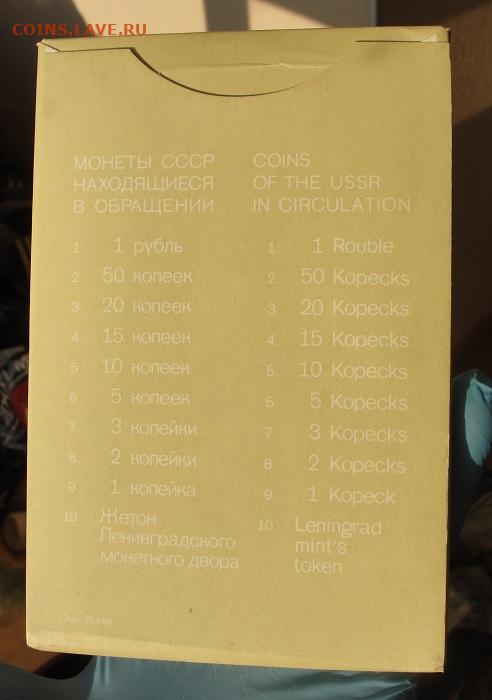 COINS.LAVE.RU
МОНЕТЫ СССР
НАХОДЯЩИЕСЯ
В ОБРАЩЕНИИ
1. 1 рубль
2. 50 копеек
3. 20 копеек
4. 15 копеек
5. 10 копеек
6. 5 копеек
7. 3 копейки
8. 2 копейки
9. 1 копейка
10. Жетон
Ленинградского
монетного двора
COINS
OF THE USSR
IN CIRCULATION
1. 1 Rouble
2. 50 Kopecks
3. 20 Kopecks
4. 15 Kopecks
5. 10 Kopecks
6. 5 Kopecks
7. 3 Kopecks
8. 2 Kopecks
9. 1 Kopeck
10. Leningrad
mint's
token